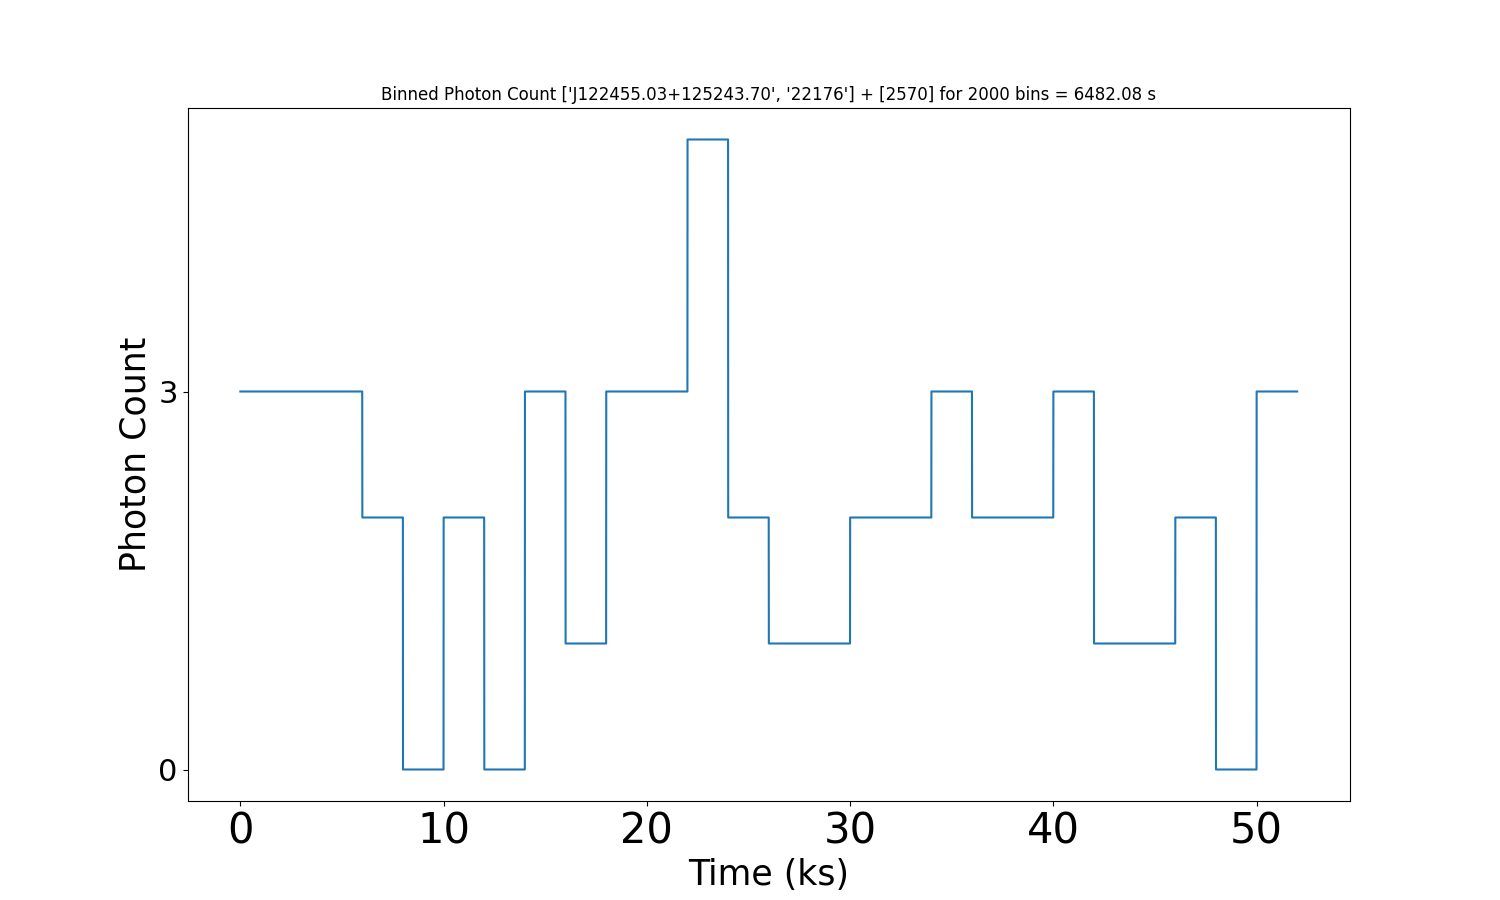 Binned Photon Count ['J122455.03+125243.70', '22176'] + [2570] for 2000 bins = 6482.08 s
Photon Count
3
0
0 10 20 30 40 50
Time (ks)